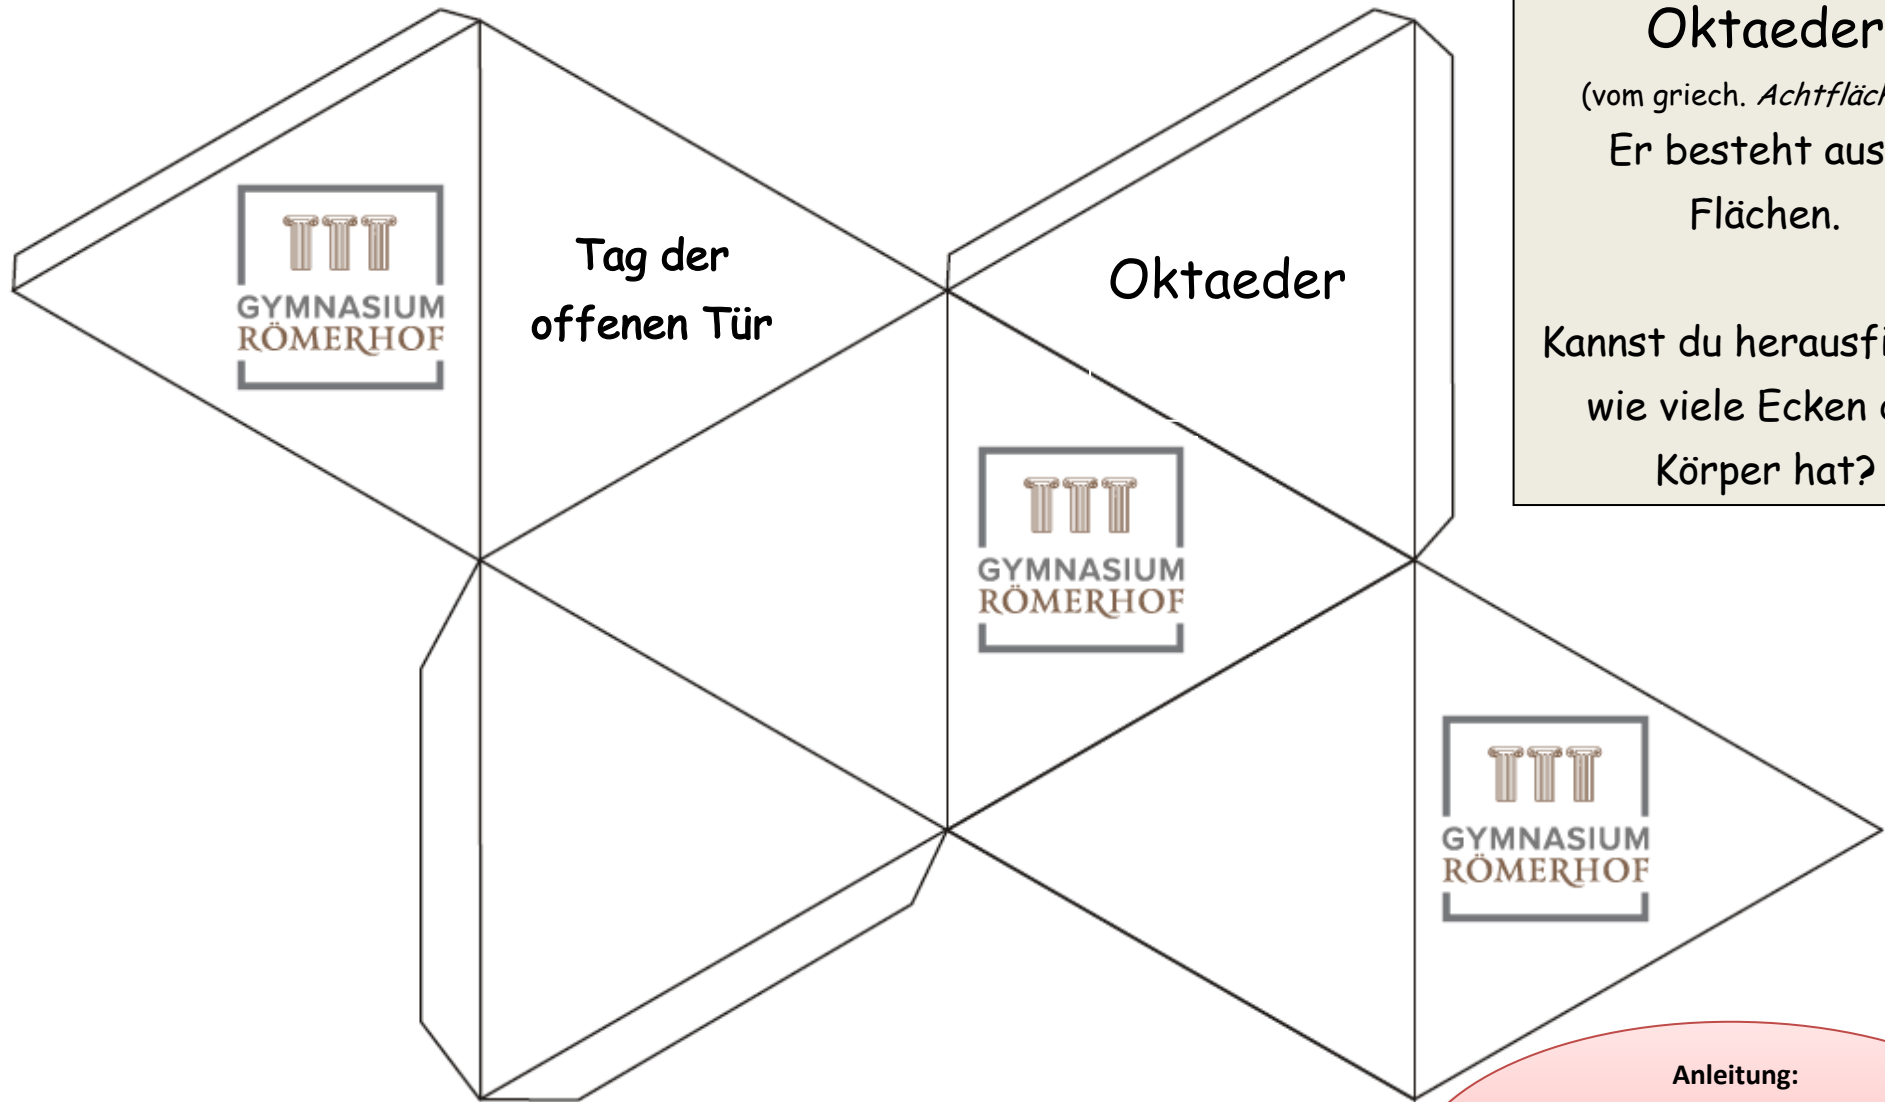 Oktaeder
(vom griech.
Er besteht aus
Flächen.
Kannst du
wie viele Ecken
Körper hat?
GYMNASIUM
RÖMERHOF
Tag der
offenen Tür
Oktaeder
GYMNASIUM
RÖMERHOF
GYMNASIUM
RÖMERHOF
Anleitung: